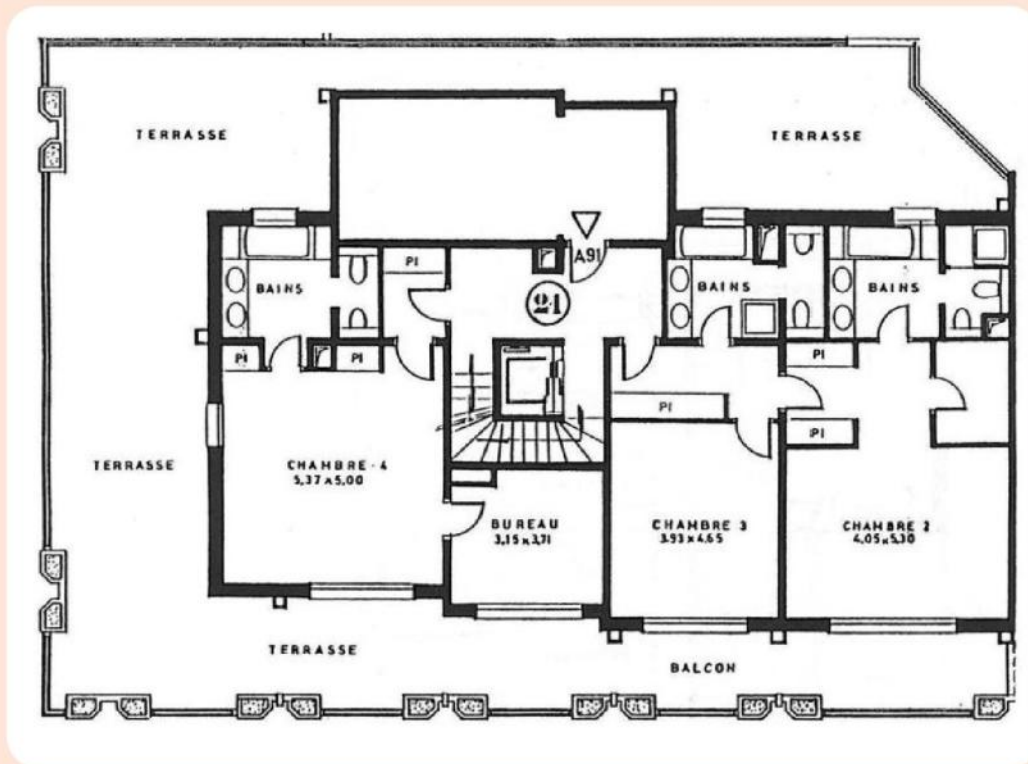 TERRASSE
TERRASSE
A91
PI
BAINS
BAINS
BAINS
21
PI
PI
PI
PI
PI
TERRASSE
CHAMBRE - 4
5,37 x 5,00
BUREAU
3,15 x 3,71
CHAMBRE 3
3,93 x 4,65
CHAMBRE 2
4,05 x 5,30
TERRASSE
BALCON